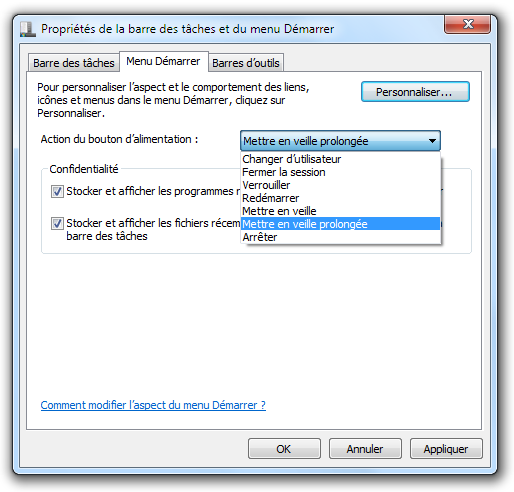 Propriétés de la barre des tâches et du menu Démarrer
Barre des tâches
Menu Démarrer
Barres d'outils
Pour personnaliser l'aspect et le comportement des liens,
icônes et menus dans le menu Démarrer, cliquez sur
Personnaliser.
Personnaliser...
Action du bouton d'alimentation :
Mettre en veille prolongée
Changer d'utilisateur
Fermer la session
Verrouiller
Redémarrer
Mettre en veille
Mettre en veille prolongée
Arrêter
Confidentialité
Stocker et afficher les programmes
Stocker et afficher les fichiers
barre des tâches
Comment modifier l'aspect du menu Démarrer ?
OK
Annuler
Appliquer